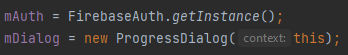 mAuth = FirebaseAuth.getInstance();
mDialog = new ProgressDialog( context: this);